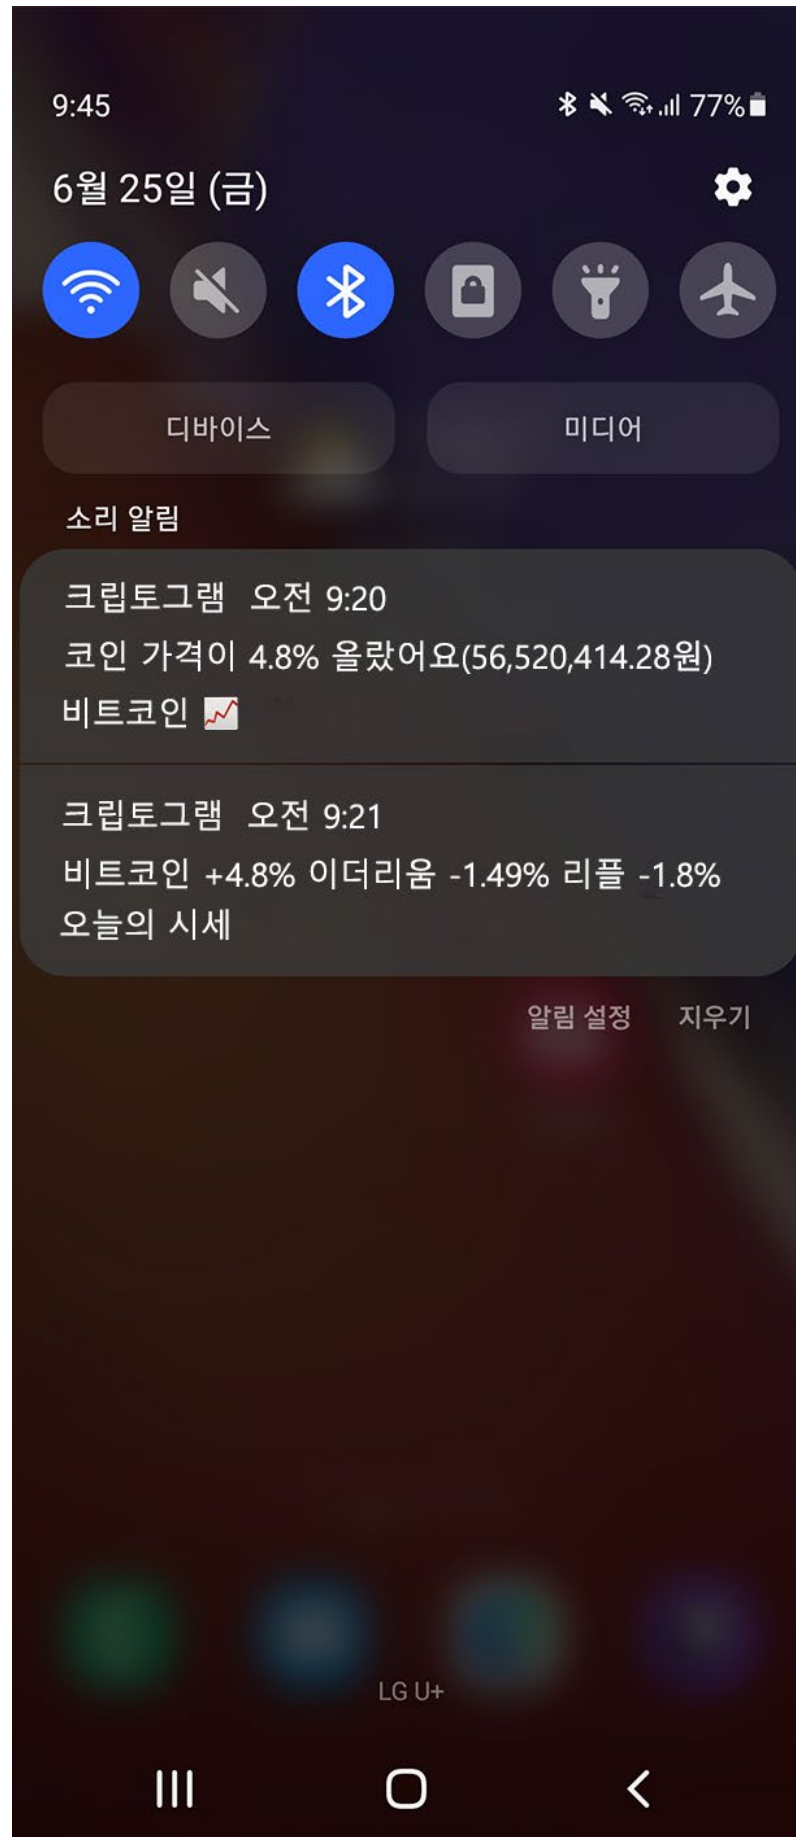 9:45
77%
6월 25일 (금)
디바이스
미디어
소리 알림
크립토그램 오전 9:20
코인 가격이 4.8% 올랐어요(56,520,414.28원)
비트코인 📈
크립토그램 오전 9:21
비트코인 +4.8% 이더리움 -1.49% 리플 -1.8%
오늘의 시세
알림 설정 지우기
LG U+